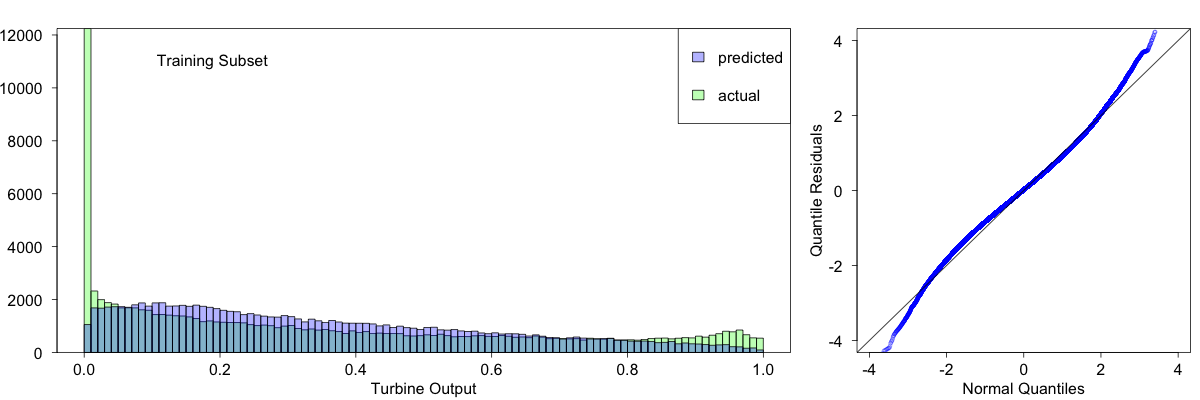 12000
10000
8000
6000
4000
2000
0
Training Subset
predicted
actual
0.0 0.2 0.4 0.6 0.8 1.0
Turbine Output
Quantile Residuals
4
2
0
-2
-4
-4 -2 0 2 4
Normal Quantiles